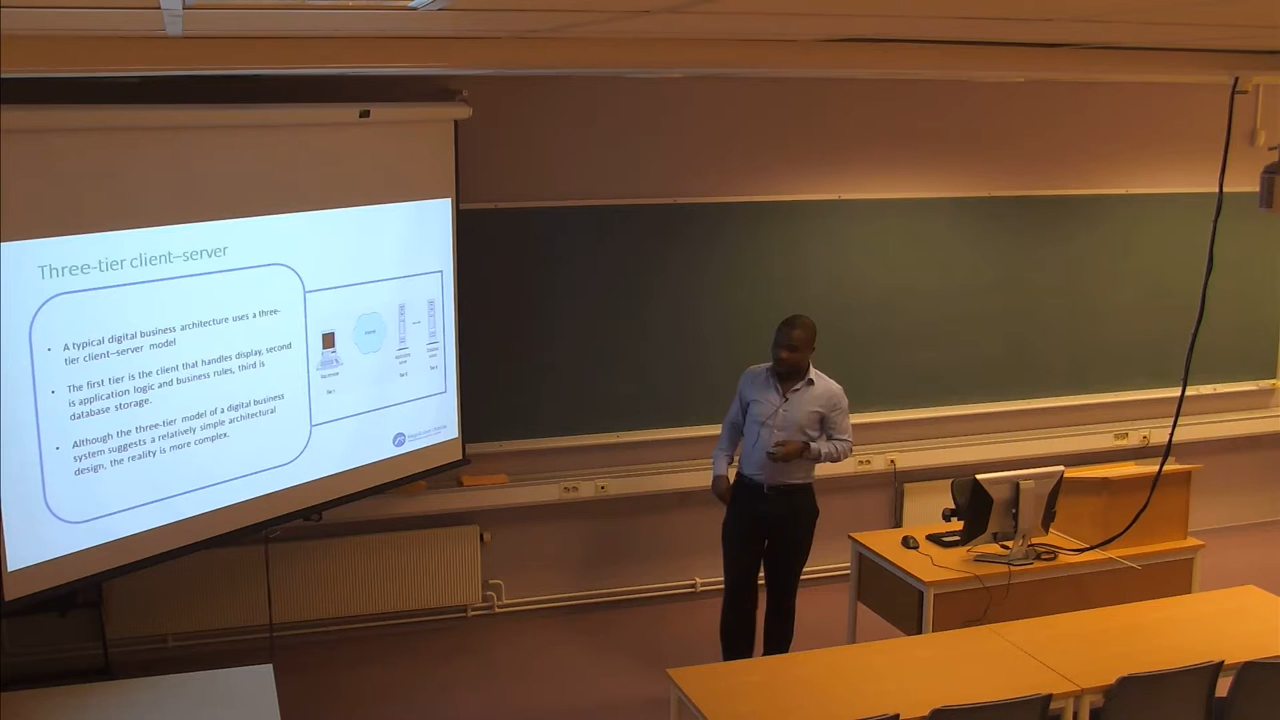 Three-tier client–server
• A typical digital business architecture uses a three-
tier client–server model
• The first tier is the client that handles display, second
is application logic and business rules, third is
database storage.
• Although the three-tier model of a digital business
system suggests a relatively simple architectural
design, the reality is more complex.